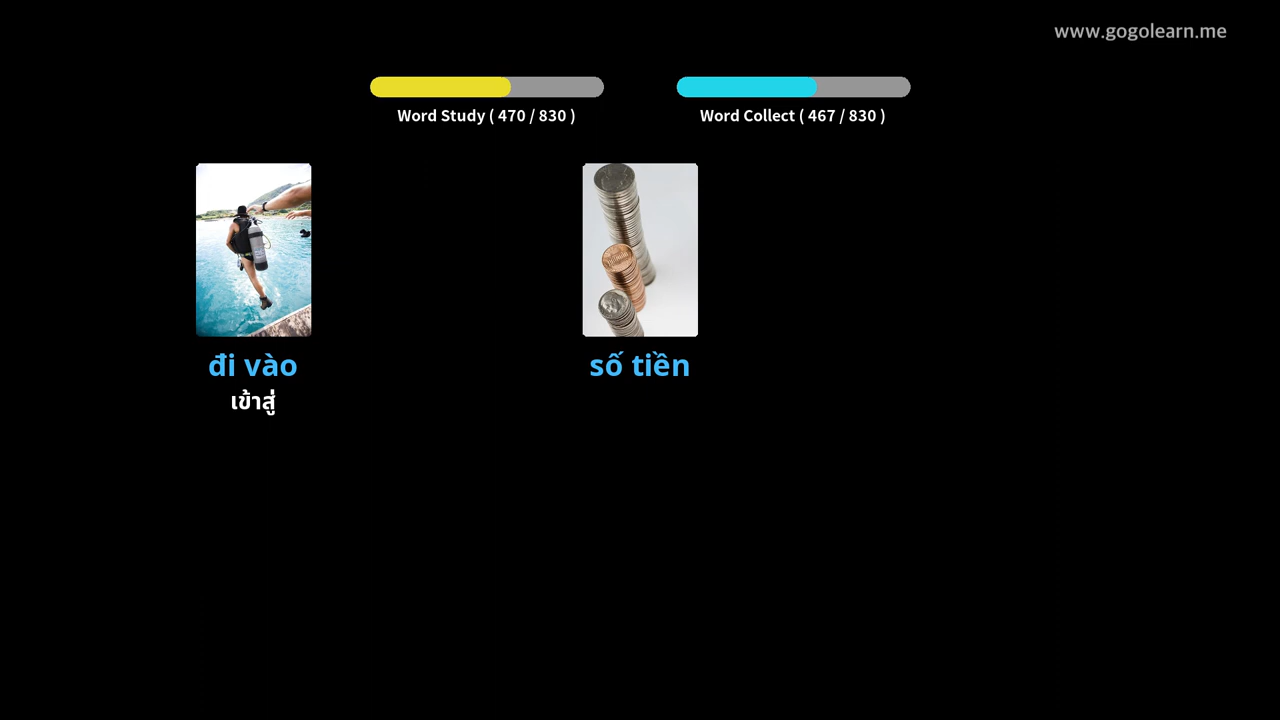 www.gogolearn.me
Word Study ( 470 / 830 )
Word Collect ( 467 / 830 )
đi vào
เข้าสู่
số tiền